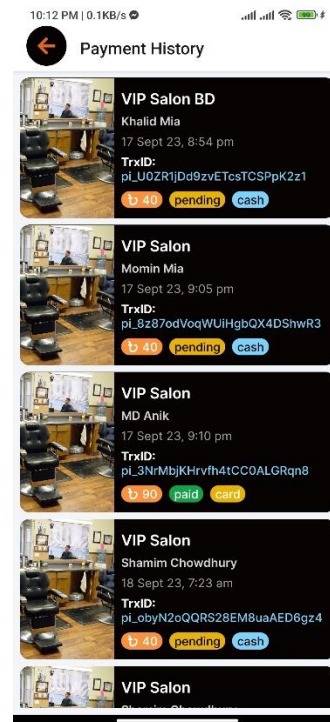 10:12 PM | 0.1KB/s
Payment History
VIP Salon BD
Khalid Mia
17 Sept 23, 8:54 pm
TrxID:
pi_U0ZR1jDd9zvETcsTCSPpK2z1
৳ 40 pending cash
VIP Salon
Momin Mia
17 Sept 23, 9:05 pm
TrxID:
pi_8z87odVoqWUiHgbQX4DShwR3
৳ 40 pending cash
VIP Salon
MD Anik
17 Sept 23, 9:10 pm
TrxID:
pi_3NrMbjKHrvfh4tCC0ALGRqn8
৳ 90 paid card
VIP Salon
Shamim Chowdhury
18 Sept 23, 7:23 am
TrxID:
pi_obyN2oQQRS28EM8uaAED6gz4
৳ 40 pending cash
VIP Salon